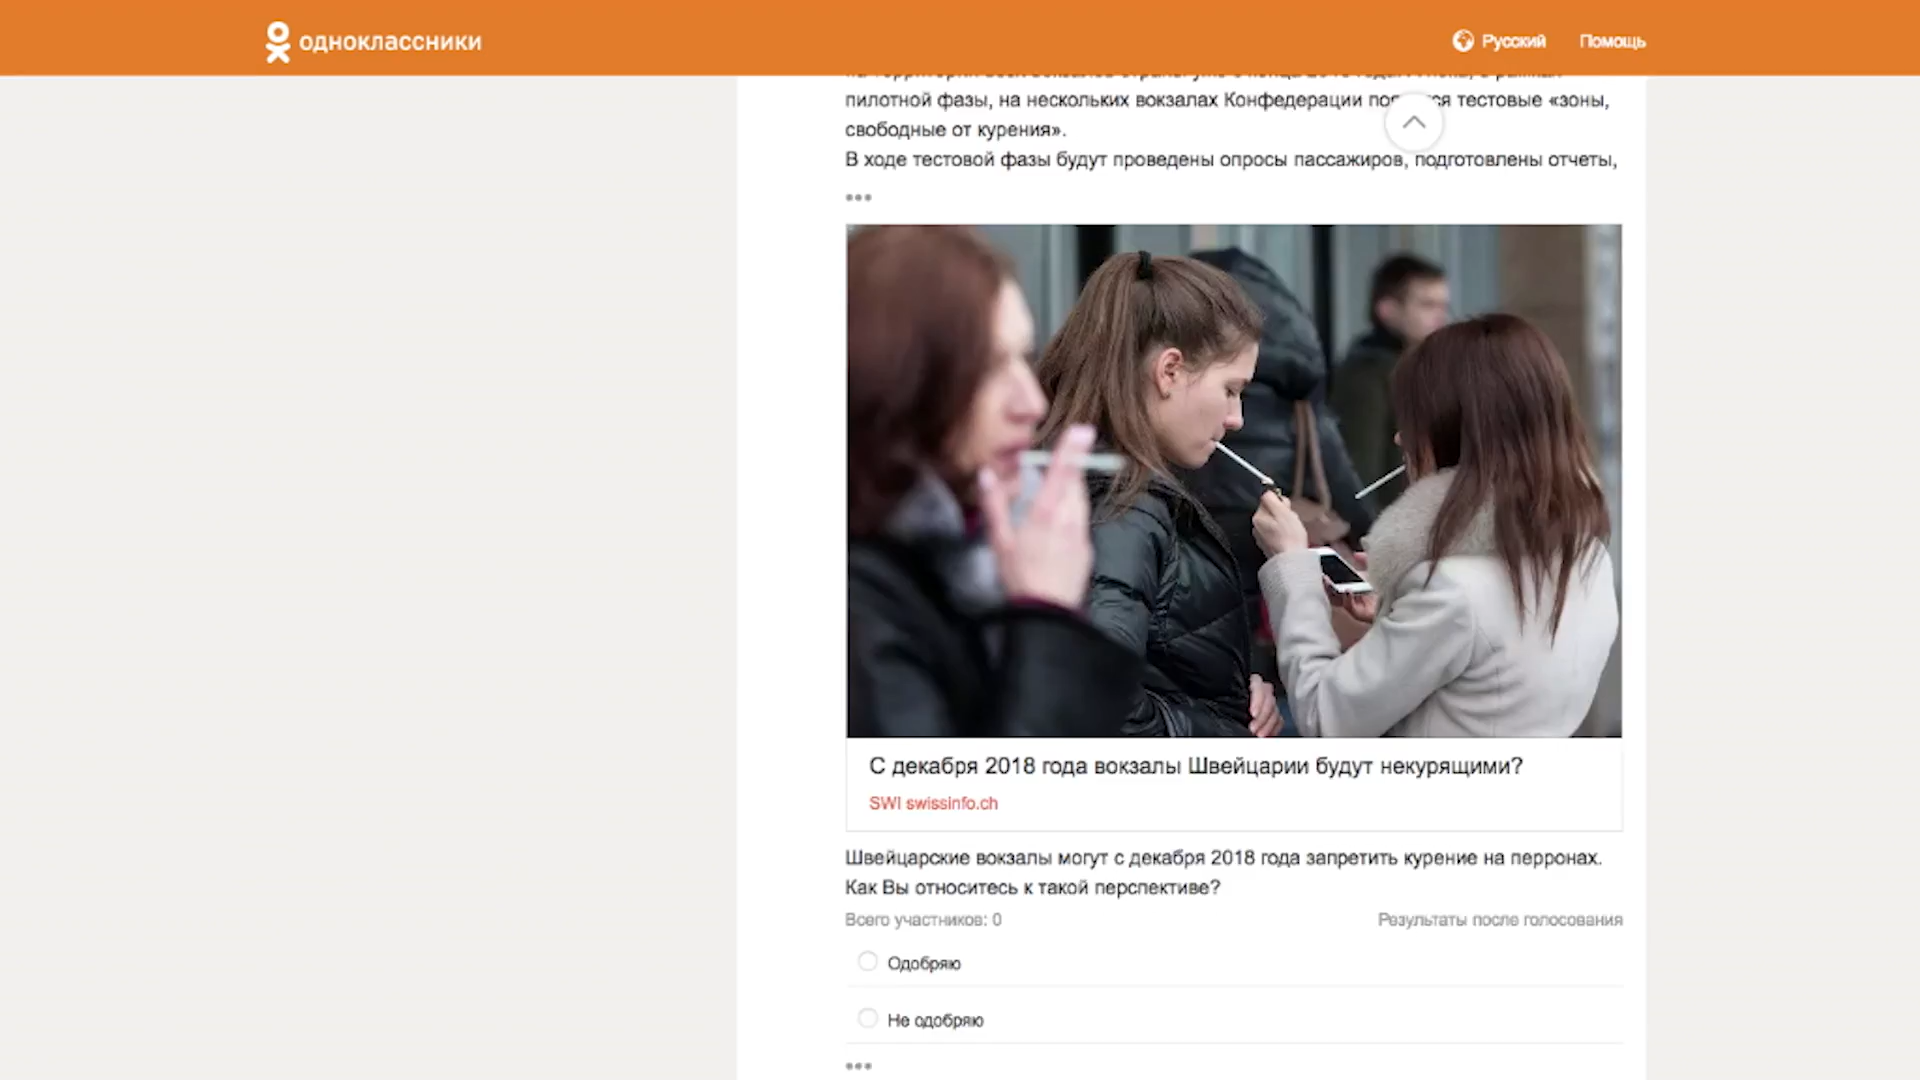 одноклассники
Русский
Помощь
пилотной фазы, на нескольких вокзалах Конфедерации тестовые «зоны,
свободные от курения».
В ходе тестовой фазы будут проведены опросы пассажиров, подготовлены отчеты,
С декабря 2018 года вокзалы Швейцарии будут некурящими?
SWI swissinfo.ch
Швейцарские вокзалы могут с декабря 2018 года запретить курение на перронах.
Как Вы относитесь к такой перспективе?
Всего участников: 0
Результаты после голосования
Одобряю
Не одобряю